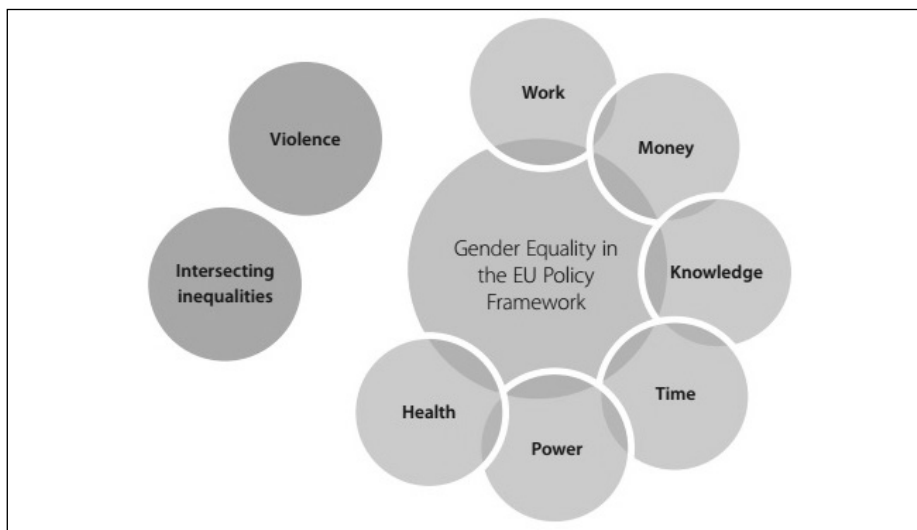 Work
Money
Violence
Gender Equality in
the EU Policy
Framework
Knowledge
Intersecting
inequalities
Time
Health
Power